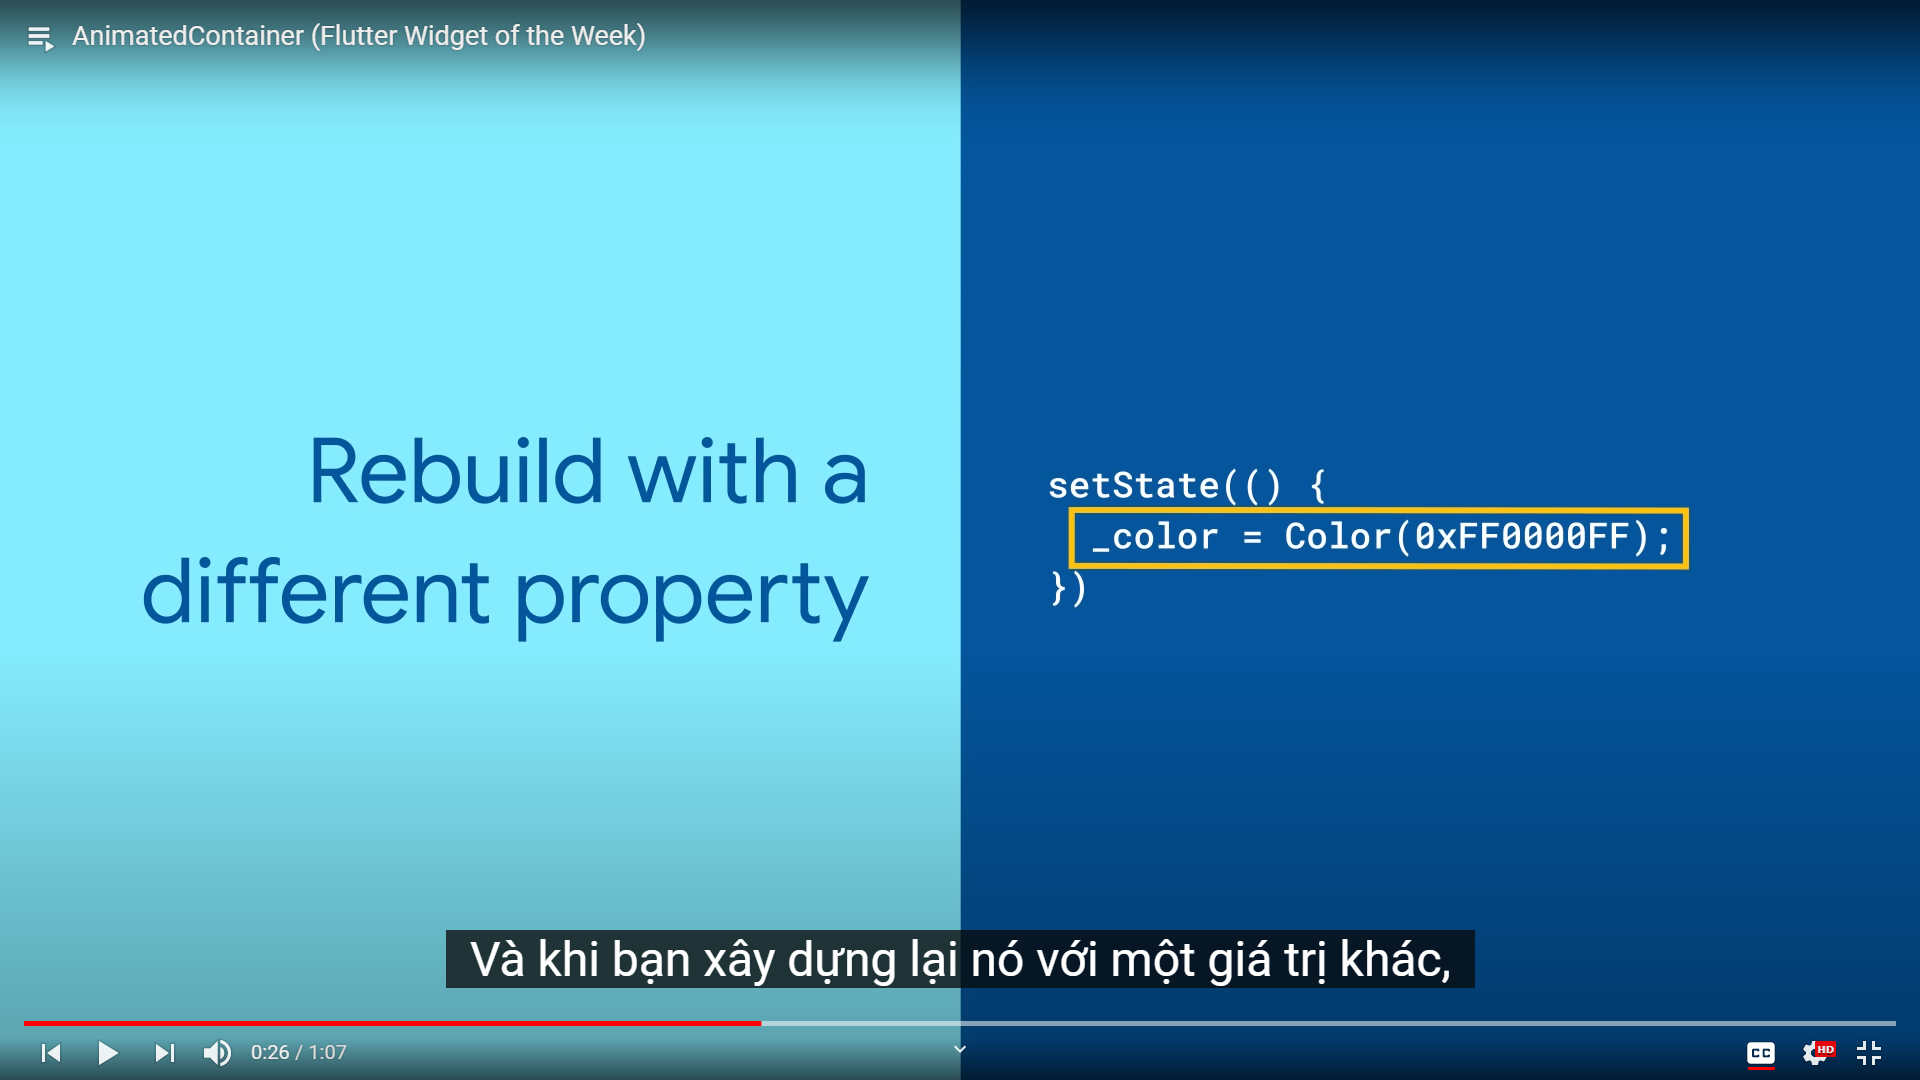 AnimatedContainer (Flutter Widget of the Week)
Rebuild with a
different property
setState(() {
_color = Color(0xFF0000FF);
})
Và khi bạn xây dựng lại nó với một giá trị khác,
0:26 / 1:07
CC
HD